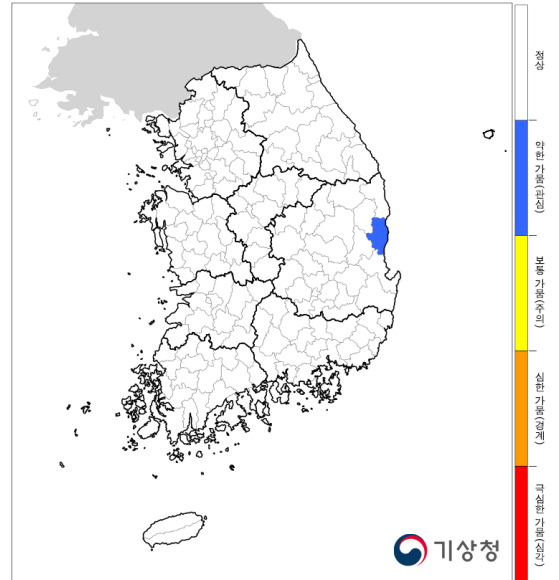 정상
약한 가뭄(관심)
보통 가뭄(주의)
심한 가뭄(경계)
극심한 가뭄(심각)
기상청